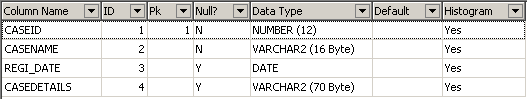 Column Name ID Pk Null? Data Type Default Histogram
CASEID 1 1 N NUMBER (12) Yes
CASENAME 2 N VARCHAR2 (16 Byte) Yes
REGI_DATE 3 Y DATE Yes
CASEDETAILS 4 Y VARCHAR2 (70 Byte) Yes